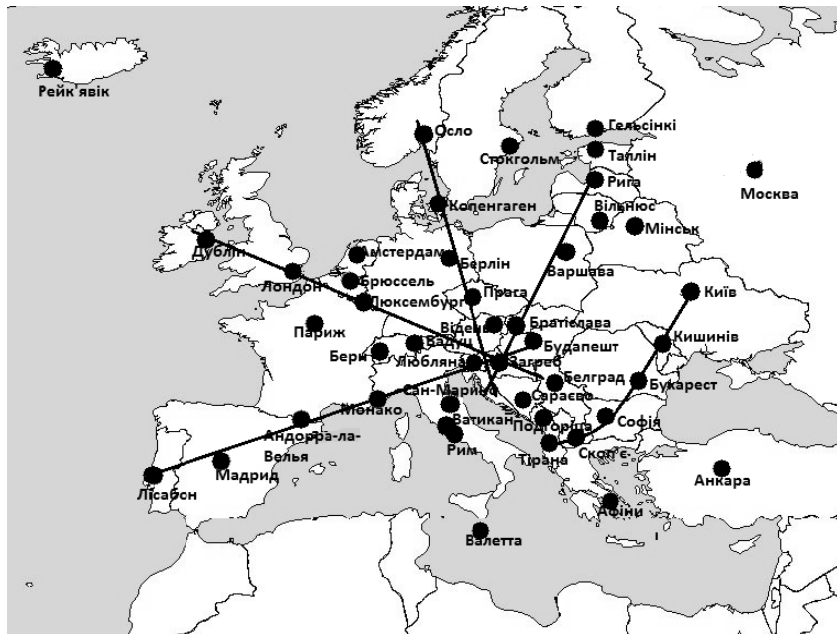 Рейк'явік
Осло
Гельсінкі
Стокгольм
Таллін
Рига
Москва
Копенгаген
Вільнюс
Мінськ
Дублін
Амстердам
Берлін
Варшава
Лондон
Брюссель
Люксембург
Прага
Київ
Париж
Відень
Братіслава
Кишинів
Вадуц
Будапешт
Берн
Любляна
Загреб
Белград
Бухарест
Сан-Марино
Сараєво
Монако
Андорра-ла-
Велья
Ватикан
Подгоріца
Софія
Рим
Тірана
Скоп'є
Мадрид
Анкара
Лісабон
Афіни
Валетта